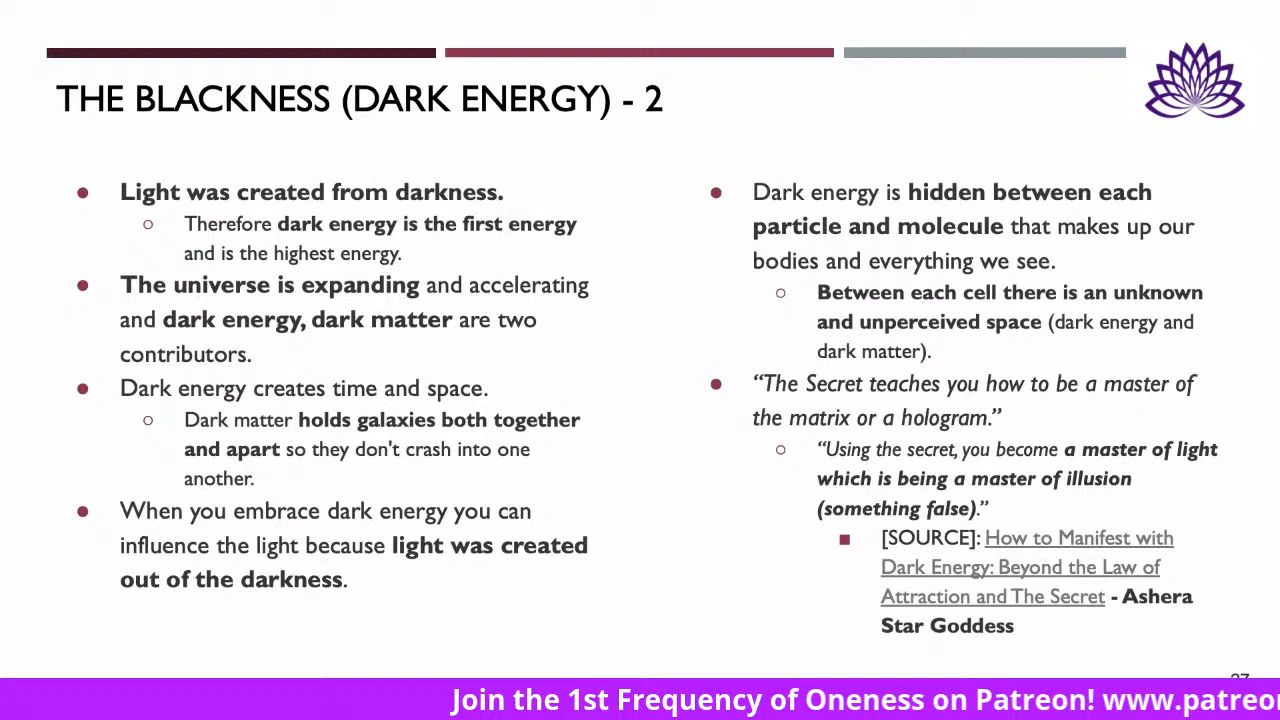 THE BLACKNESS (DARK ENERGY) - 2
● Light was created from darkness.
○ Therefore dark energy is the first energy
and is the highest energy.
● The universe is expanding and accelerating
and dark energy, dark matter are two
contributors.
● Dark energy creates time and space.
○ Dark matter holds galaxies both together
and apart so they don't crash into one
another.
● When you embrace dark energy you can
influence the light because light was created
out of the darkness.
● Dark energy is hidden between each
particle and molecule that makes up our
bodies and everything we see.
○ Between each cell there is an unknown
and unperceived space (dark energy and
dark matter).
● “The Secret teaches you how to be a master of
the matrix or a hologram.”
○ “Using the secret, you become a master of light
which is being a master of illusion
(something false).”
■ [SOURCE]: How to Manifest with
Dark Energy: Beyond the Law of
Attraction and The Secret - Ashera
Star Goddess
Join the 1st Frequency of Oneness on Patreon! www.patreo